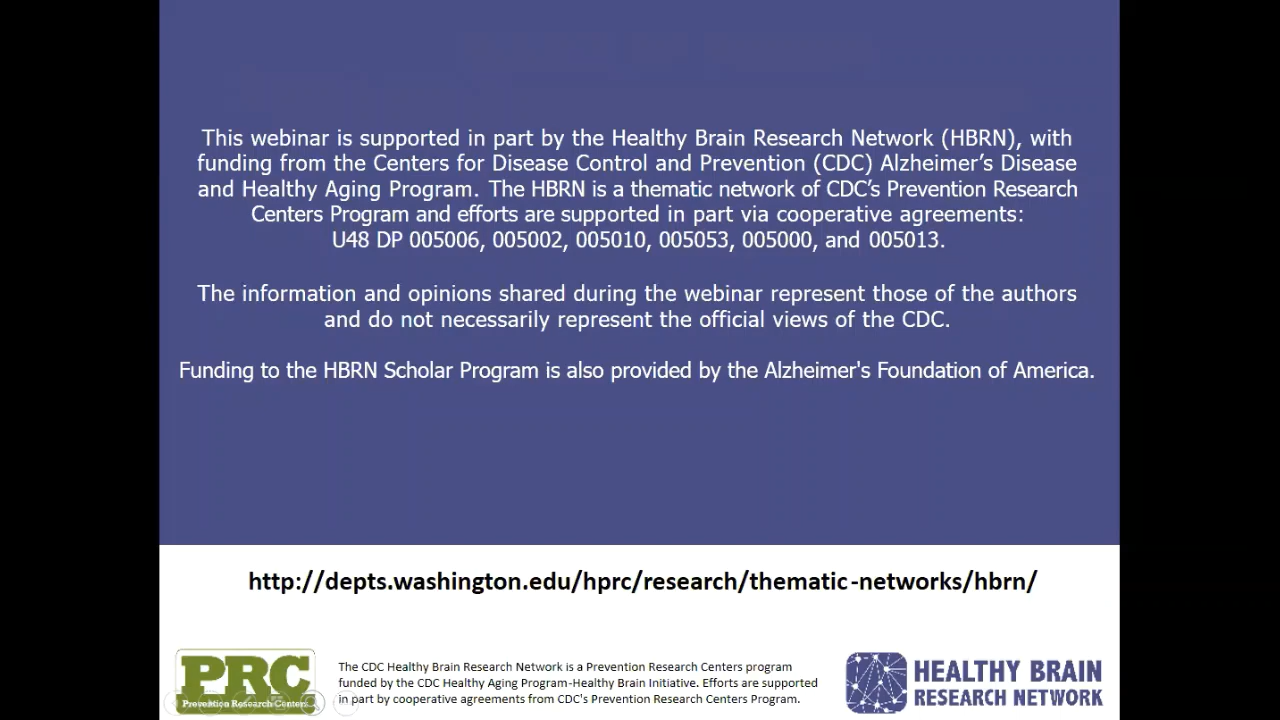 This webinar is supported in part by the Healthy Brain Research Network (HBRN), with
funding from the Centers for Disease Control and Prevention (CDC) Alzheimer’s Disease
and Healthy Aging Program. The HBRN is a thematic network of CDC’s Prevention Research
Centers Program and efforts are supported in part via cooperative agreements:
U48 DP 005006, 005002, 005010, 005053, 005000, and 005013.
The information and opinions shared during the webinar represent those of the authors
and do not necessarily represent the official views of the CDC.
Funding to the HBRN Scholar Program is also provided by the Alzheimer's Foundation of America.
http://depts.washington.edu/hprc/research/thematic-networks/hbrn/
PRC
Prevention Research Centers
The CDC Healthy Brain Research Network is a Prevention Research Centers program
funded by the CDC Healthy Aging Program-Healthy Brain Initiative. Efforts are supported
in part by cooperative agreements from CDC's Prevention Research Centers Program.
HEALTHY BRAIN
RESEARCH NETWORK